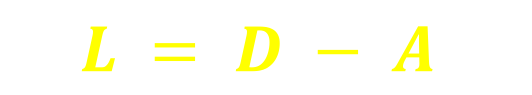 L = D − A